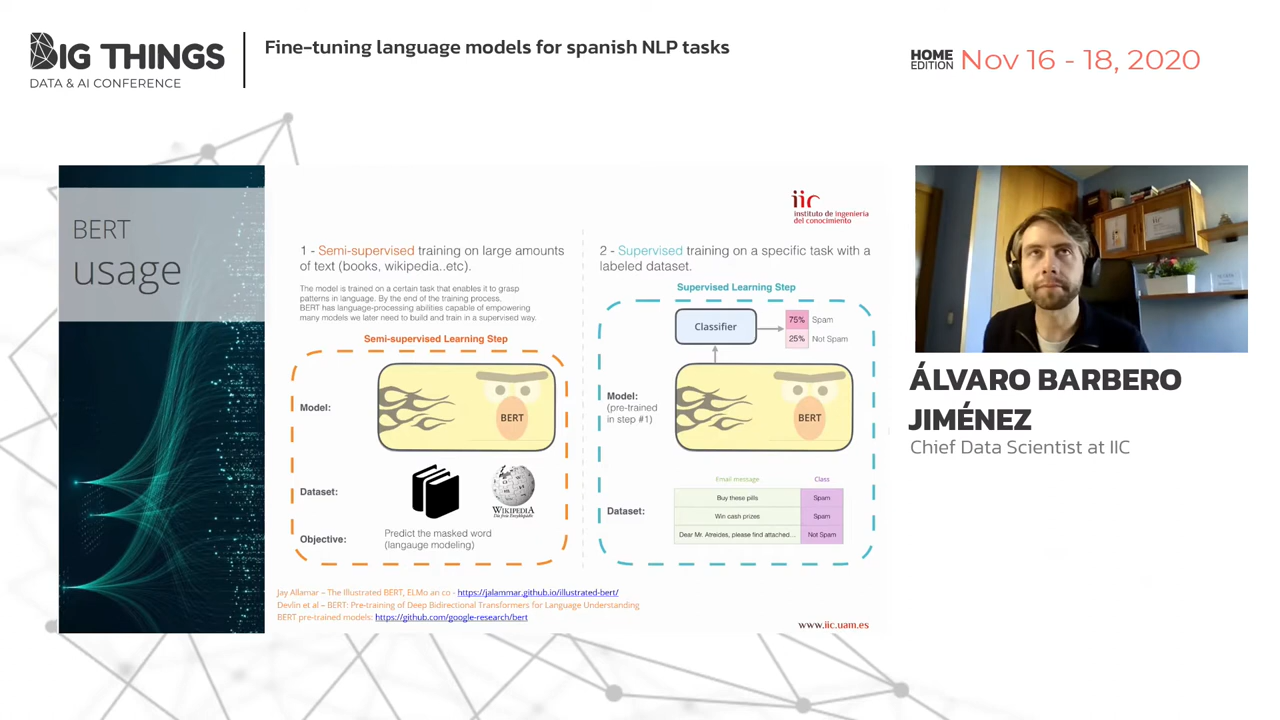 BIG THINGS
DATA & AI CONFERENCE
Fine-tuning language models for spanish NLP tasks
HOME
EDITION
Nov 16 - 18, 2020
BERT
usage
iic
instituto de ingeniería
del conocimiento
1 - Semi-supervised training on large amounts
of text (books, wikipedia..etc).
The model is trained on a certain task that enables it to grasp
patterns in language. By the end of the training process,
BERT has language-processing abilities capable of empowering
many models we later need to build and train in a supervised way.
Semi-supervised Learning Step
Model:
BERT
Dataset:
WIKIPEDIA
Die freie Enzyklopädie
Objective:
Predict the masked word
(langauge modeling)
2 - Supervised training on a specific task with a
labeled dataset.
Supervised Learning Step
Classifier
75% Spam
25% Not Spam
Model:
(pre-trained
in step #1)
BERT
Dataset:
Email message Class
Buy these pills Spam
Win cash prizes Spam
Dear Mr. Atreides, please find attached... Not Spam
Jay Allamar – The Illustrated BERT, ELMo an co - https://jalammar.github.io/illustrated-bert/
Devlin et al – BERT: Pre-training of Deep Bidirectional Transformers for Language Understanding
BERT pre-trained models: https://github.com/google-research/bert
www.iic.uam.es
ÁLVARO BARBERO
JIMÉNEZ
Chief Data Scientist at IIC